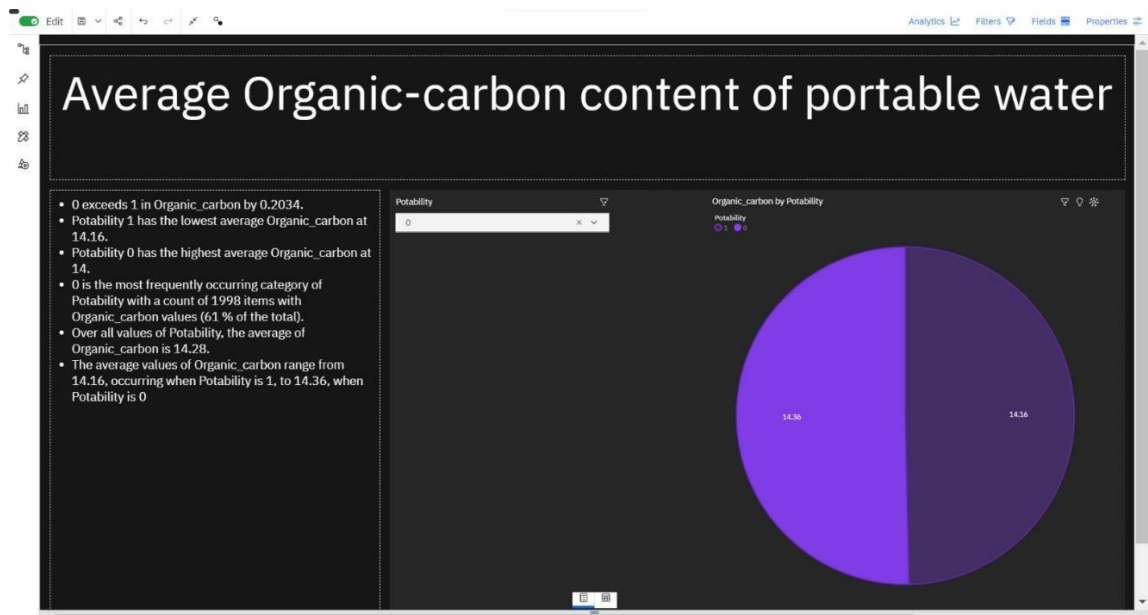 Edit
Analytics
Filters
Fields
Properties
Average Organic-carbon content of portable water
• 0 exceeds 1 in Organic_carbon by 0.2034.
• Potability 1 has the lowest average Organic_carbon at
14.16.
• Potability 0 has the highest average Organic_carbon at
14.
• 0 is the most frequently occurring category of
Potability with a count of 1998 items with
Organic_carbon values (61 % of the total).
• Over all values of Potability, the average of
Organic_carbon is 14.28.
• The average values of Organic_carbon range from
14.16, occurring when Potability is 1, to 14.36, when
Potability is 0
Potability
0
Organic_carbon by Potability
Potability
1 0
14.36
14.16